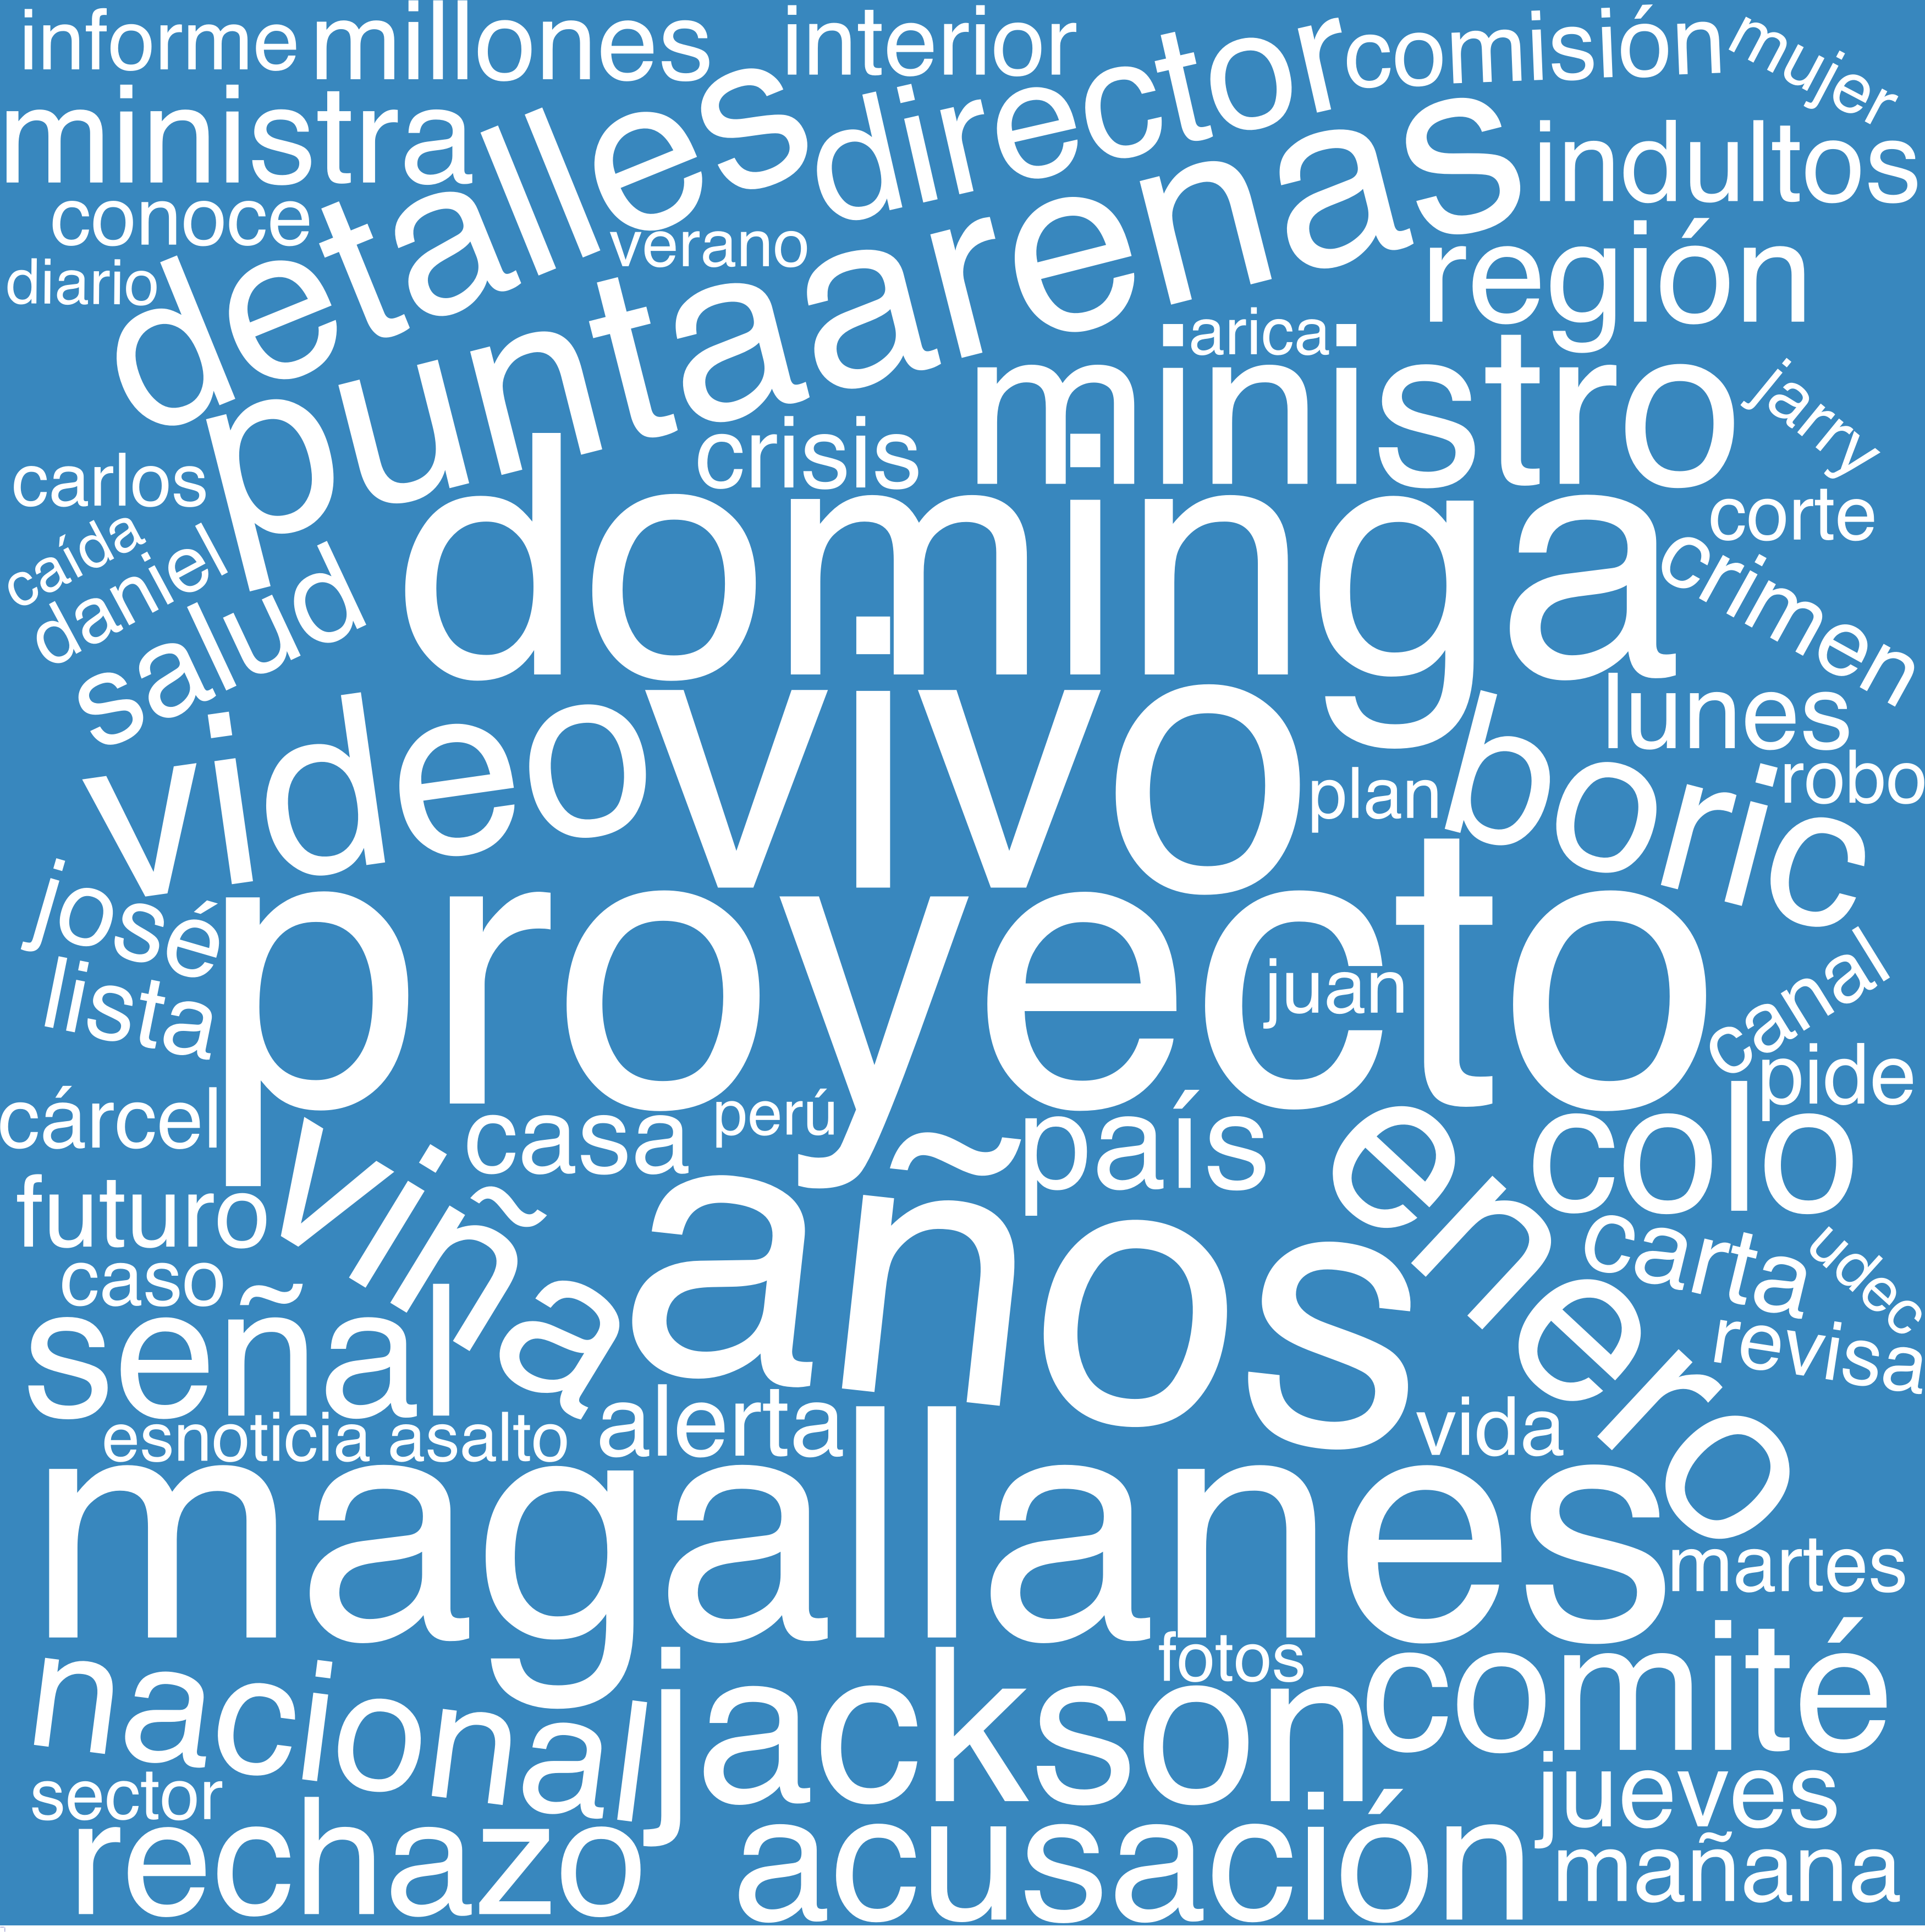 informe millones interior director comisión mujer
ministra detalles indultos
conoce verano puntaarenas región
diario arica
ministro jarry
carlos crisis corte
caída dominga crimen
daniel
salud lunes
video vivo plan boric robo
josé
lista proyecto juan canal
pide
cárcel casa perú país enero colo
futuro viña años carta udec
caso revisa
señal
esnoticia asalto alerta vida
magallanes martes
fotos
nacional jackson comité
sector jueves
rechazo acusación mañana